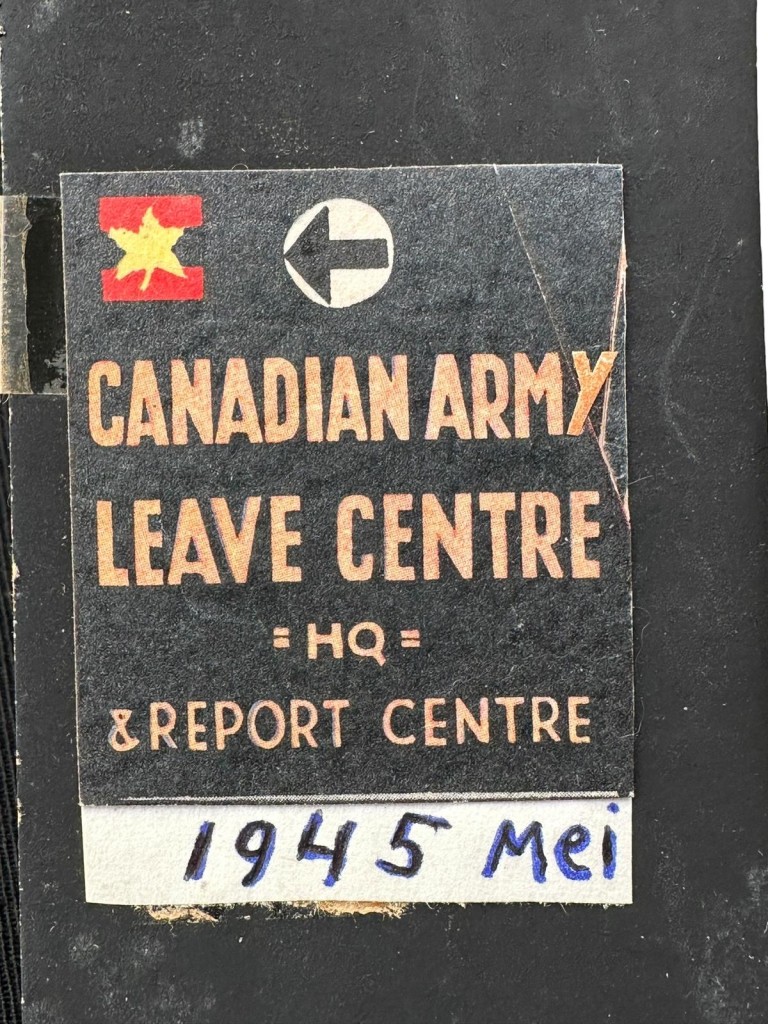 CANADIAN ARMY
LEAVE CENTRE
= HQ =
& REPORT CENTRE
1945 Mei